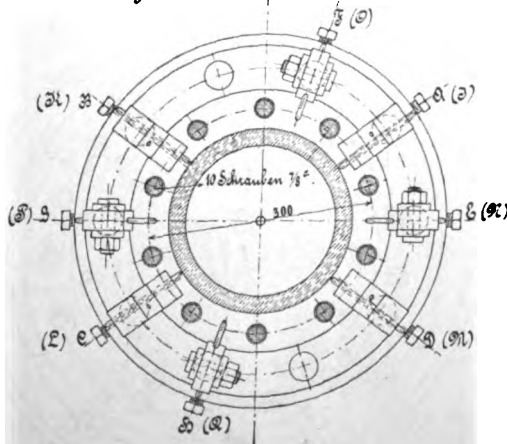 F (O)
(K) B
A (J)
10 Schrauben 7/8"
300
(P) G
E (N)
(L) C
D (M)
H (Q)